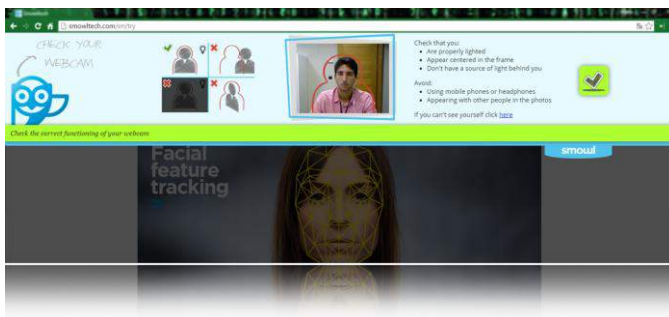 smowltech.com/en/try
CHECK YOUR
WEBCAM
Check that you:
Are properly lighted
Appear centered in the frame
Don't have a source of light behind you
Avoid:
Using mobile phones or headphones
Appearing with other people in the photos
If you can't see yourself click here
Check the correct functioning of your webcam
smowl
Facial
feature
tracking